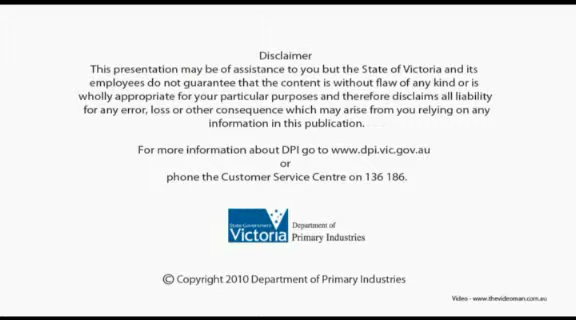 Disclaimer
This presentation may be of assistance to you but the State of Victoria and its
employees do not guarantee that the content is without flaw of any kind or is
wholly appropriate for your particular purposes and therefore disclaims all liability
for any error, loss or other consequence which may arise from you relying on any
information in this publication.
For more information about DPI go to www.dpi.vic.gov.au
or
phone the Customer Service Centre on 136 186.
State Government
Victoria
Department of
Primary Industries
© Copyright 2010 Department of Primary Industries
Video - www.thevideoman.com.au